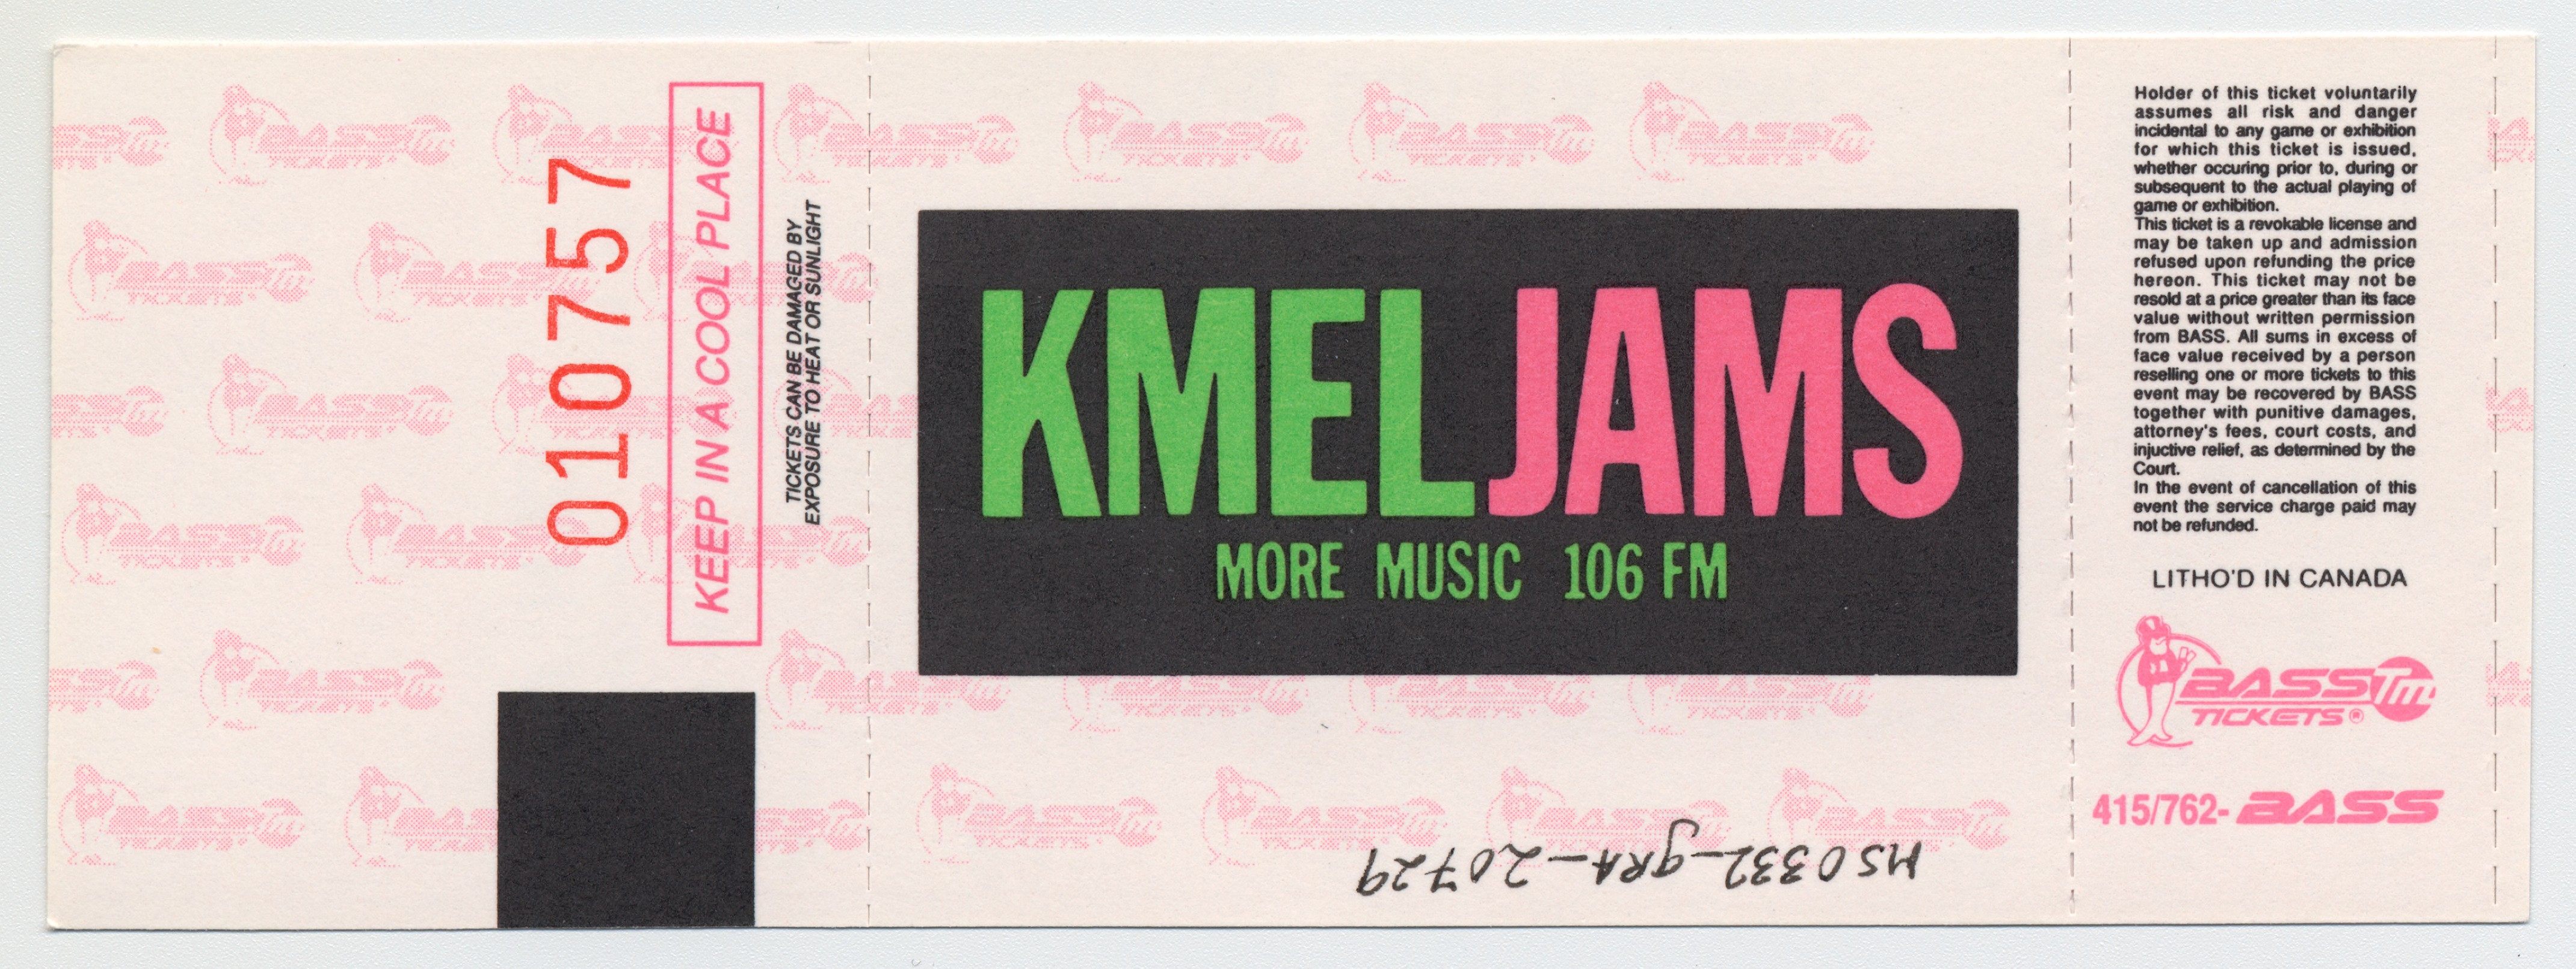 010757
KEEP IN A COOL PLACE
TICKETS CAN BE DAMAGED BY
EXPOSURE TO HEAT OR SUNLIGHT
KMELJAMS
MORE MUSIC 106 FM
MS0332_gRA-20729
Holder of this ticket voluntarily
assumes all risk and danger
incidental to any game or exhibition
for which this ticket is issued,
whether occuring prior to, during or
subsequent to the actual playing of
game or exhibition.
This ticket is a revokable license and
may be taken up and admission
refused upon refunding the price
hereon. This ticket may not be
resold at a price greater than its face
value without written permission
from BASS. All sums in excess of
face value received by a person
reselling one or more tickets to this
event may be recovered by BASS
together with punitive damages,
attorney's fees, court costs, and
injuctive relief, as determined by the
Court.
In the event of cancellation of this
event the service charge paid may
not be refunded.
LITHO'D IN CANADA
BASS Tm
TICKETS®
415/762-BASS